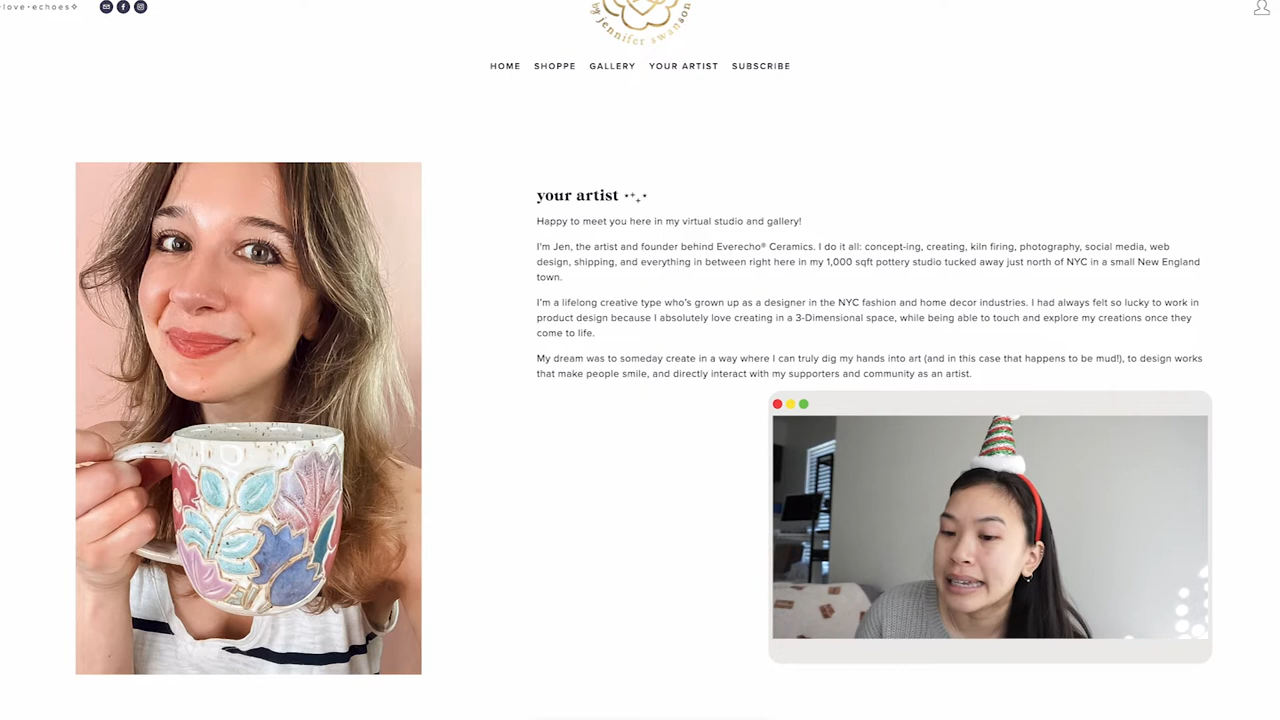 love•echoes✧
by jennifer swanson
HOME SHOPPE GALLERY YOUR ARTIST SUBSCRIBE
your artist
Happy to meet you here in my virtual studio and gallery!
I'm Jen, the artist and founder behind Everecho® Ceramics. I do it all: concept-ing, creating, kiln firing, photography, social media, web
design, shipping, and everything in between right here in my 1,000 sqft pottery studio tucked away just north of NYC in a small New England
town.
I'm a lifelong creative type who's grown up as a designer in the NYC fashion and home decor industries. I had always felt so lucky to work in
product design because I absolutely love creating in a 3-Dimensional space, while being able to touch and explore my creations once they
come to life.
My dream was to someday create in a way where I can truly dig my hands into art (and in this case that happens to be mud!), to design works
that make people smile, and directly interact with my supporters and community as an artist.